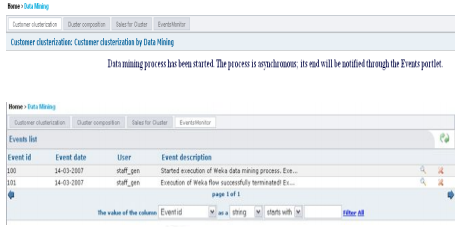 Home > Data Mining
Customer clusterization Cluster composition Sales for Cluster EventsMonitor
Customer clusterization: Customer clusterization by Data Mining
Data mining process has been started. The process is asynchronous; its end will be notified through the Events portlet.
Home > Data Mining
Customer clusterization Cluster composition Sales for Cluster EventsMonitor
Events list
Event id Event date User Event description
100 14-03-2007 staff_gen Started execution of Weka data mining process. Exe...
101 14-03-2007 staff_gen Execution of Weka flow successfully terminated! Ex...
page 1 of 1
The value of the column Event id as a string starts with Filter All